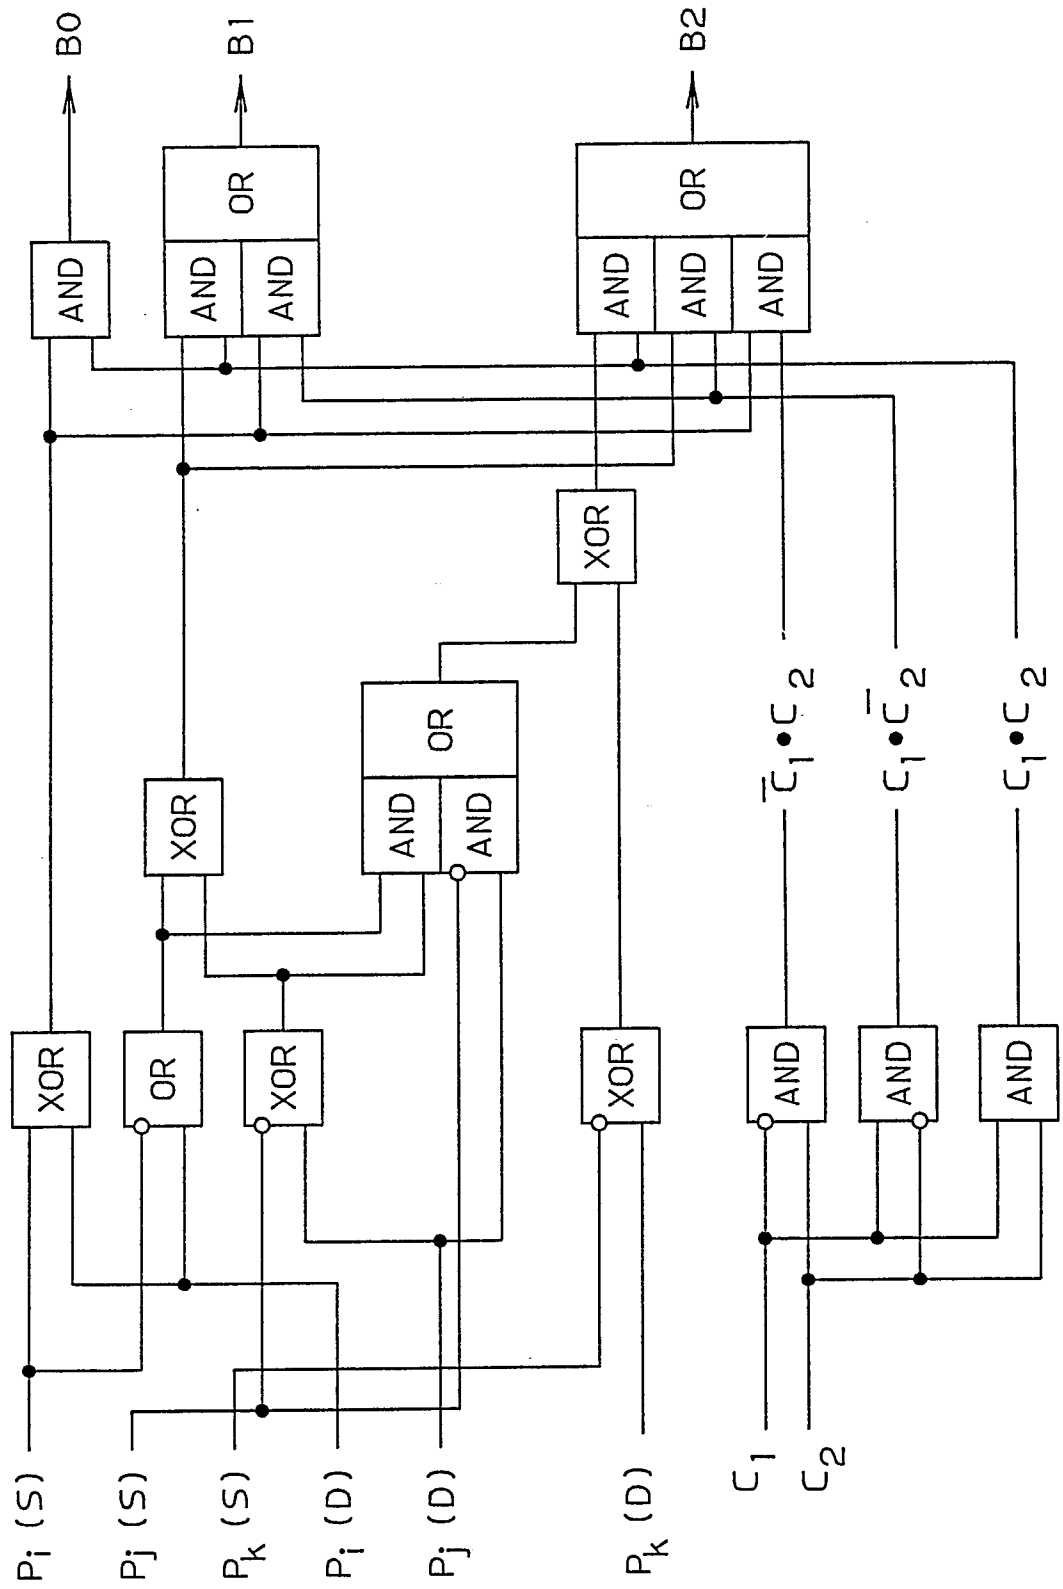 Pi (S)
Pj (S)
Pk (S)
Pi (D)
Pj (D)
Pk (D)
C1
C2
XOR
OR
XOR
XOR
AND
AND
AND
XOR
AND
AND
OR
C̄1•C2
C1•C̄2
C1•C2
XOR
AND
AND
AND
OR
AND
AND
AND
OR
B0
B1
B2